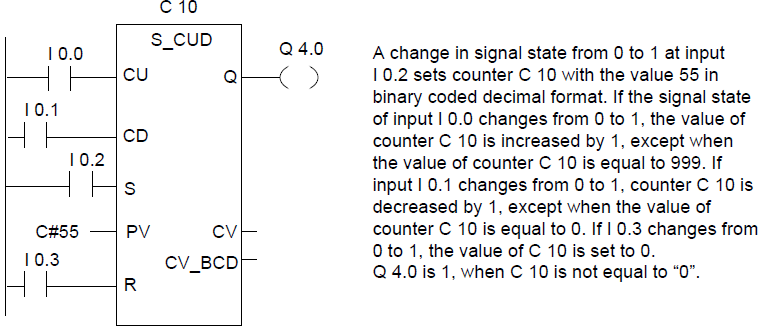 C 10
S_CUD
I 0.0
Q 4.0
CU
Q
I 0.1
CD
I 0.2
S
C#55
PV
CV
I 0.3
CV_BCD
R
A change in signal state from 0 to 1 at input
I 0.2 sets counter C 10 with the value 55 in
binary coded decimal format. If the signal state
of input I 0.0 changes from 0 to 1, the value of
counter C 10 is increased by 1, except when
the value of counter C 10 is equal to 999. If
input I 0.1 changes from 0 to 1, counter C 10 is
decreased by 1, except when the value of
counter C 10 is equal to 0. If I 0.3 changes from
0 to 1, the value of C 10 is set to 0.
Q 4.0 is 1, when C 10 is not equal to “0”.